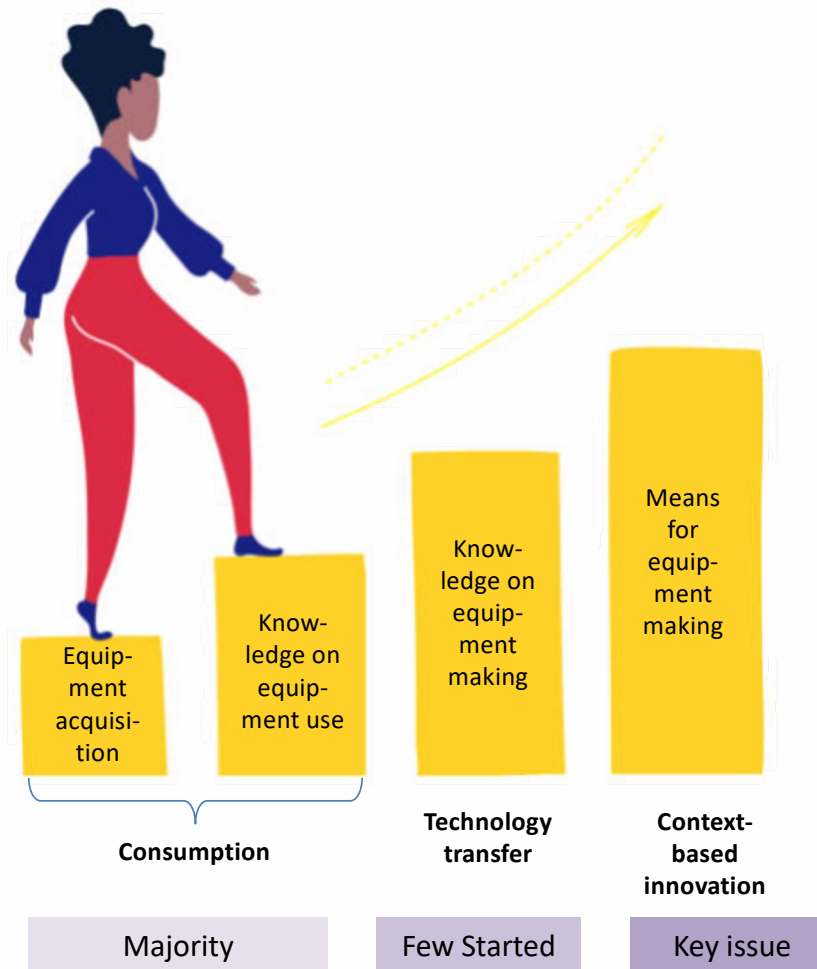 Equip-
ment
acquisi-
tion
Know-
ledge on
equip-
ment use
Know-
ledge on
equip-
ment
making
Means
for
equip-
ment
making
Consumption
Technology
transfer
Context-
based
innovation
Majority
Few Started
Key issue